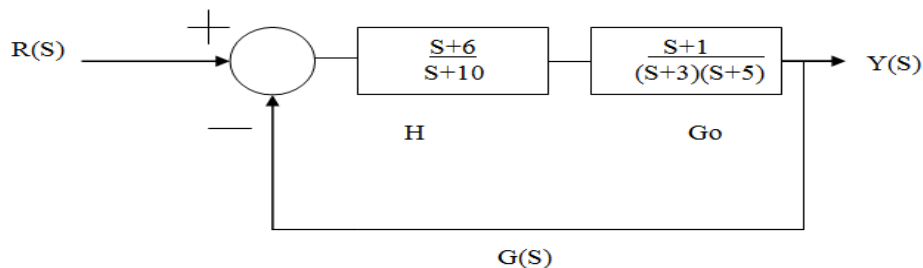 R(S)
+
—
S+6
S+10
H
S+1
(S+3)(S+5)
Go
Y(S)
G(S)